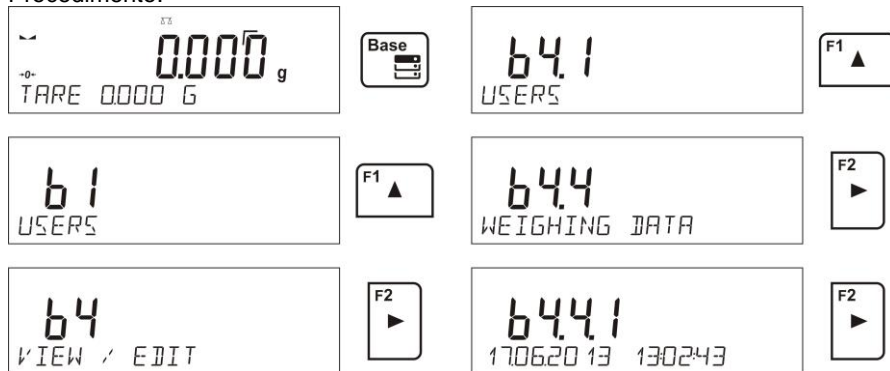 Procedimento:
0.000 g
TARE 0.000 G
Base
b1
USERS
F1
b4
VIEW / EDIT
F2
b4.1
USERS
F1
b4.4
WEIGHING DATA
F2
b4.4.1
17.06.2013 13:02:43
F2